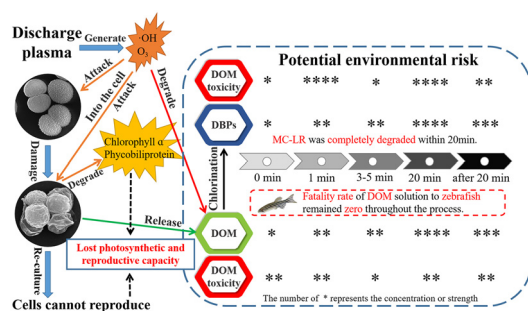 Discharge
plasma
Generate
·OH
O₃
Attack
Into the cell
Attack
Degrade
Damage
Chlorophyll α
Phycobiliprotein
Degrade
Release
Lost photosynthetic and
reproductive capacity
Re-culture
Cells cannot reproduce
Potential environmental risk
DOM
toxicity
* **** * **** **
DBPs
* ** ** **** ***
MC-LR was completely degraded within 20min.
Chlormation
0 min 1 min 3-5 min 20 min after 20 min
Fatality rate of DOM solution to zebrafish
remained zero throughout the process.
DOM
* ** ** **** ***
DOM
toxicity
** ** * ** **
The number of * represents the concentration or strength